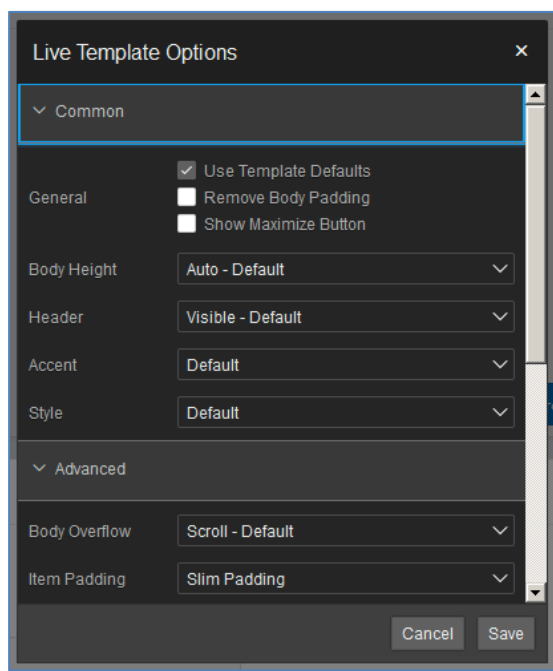 Live Template Options
Common
General
Use Template Defaults
Remove Body Padding
Show Maximize Button
Body Height Auto - Default
Header Visible - Default
Accent Default
Style Default
Advanced
Body Overflow Scroll - Default
Item Padding Slim Padding
Cancel Save